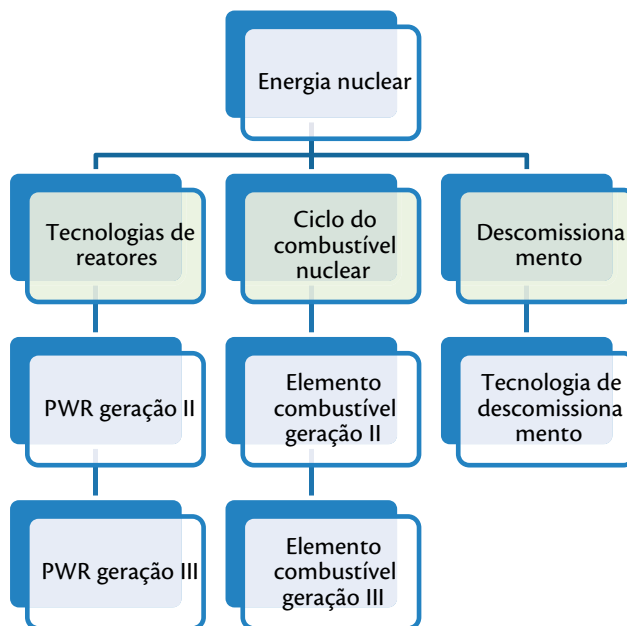 Energia nuclear
Tecnologias de
reatores
Ciclo do
combustível
nuclear
Descomissiona
mento
PWR geração II
Elemento
combustível
geração II
Tecnologia de
descomissiona
mento
PWR geração III
Elemento
combustível
geração III